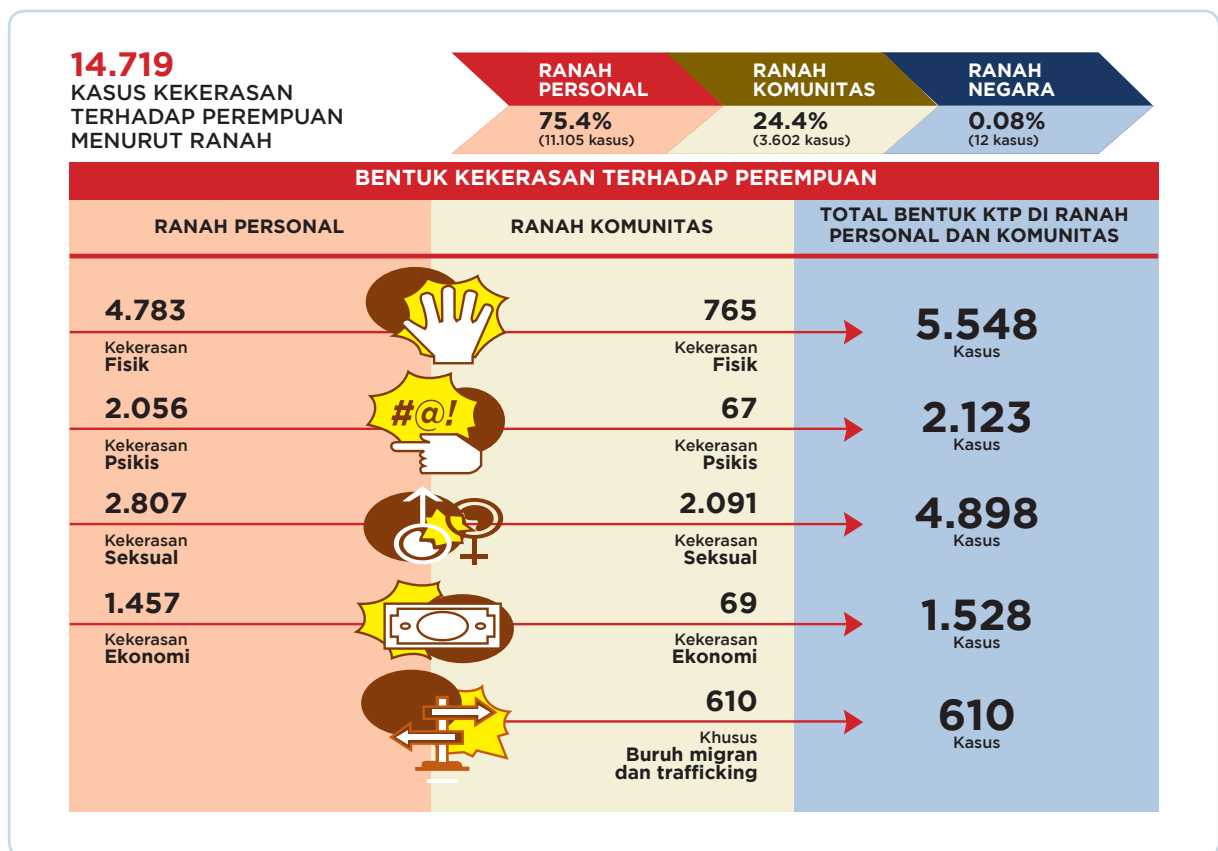 14.719
KASUS KEKERASAN
TERHADAP PEREMPUAN
MENURUT RANAH
RANAH
PERSONAL
75.4%
(11.105 kasus)
RANAH
KOMUNITAS
24.4%
(3.602 kasus)
RANAH
NEGARA
0.08%
(12 kasus)
BENTUK KEKERASAN TERHADAP PEREMPUAN
RANAH PERSONAL
RANAH KOMUNITAS
TOTAL BENTUK KTP DI RANAH
PERSONAL DAN KOMUNITAS
4.783
Kekerasan
Fisik
765
Kekerasan
Fisik
5.548
Kasus
2.056
Kekerasan
Psikis
#@!
67
Kekerasan
Psikis
2.123
Kasus
2.807
Kekerasan
Seksual
2.091
Kekerasan
Seksual
4.898
Kasus
1.457
Kekerasan
Ekonomi
69
Kekerasan
Ekonomi
1.528
Kasus
610
Khusus
Buruh migran
dan trafficking
610
Kasus